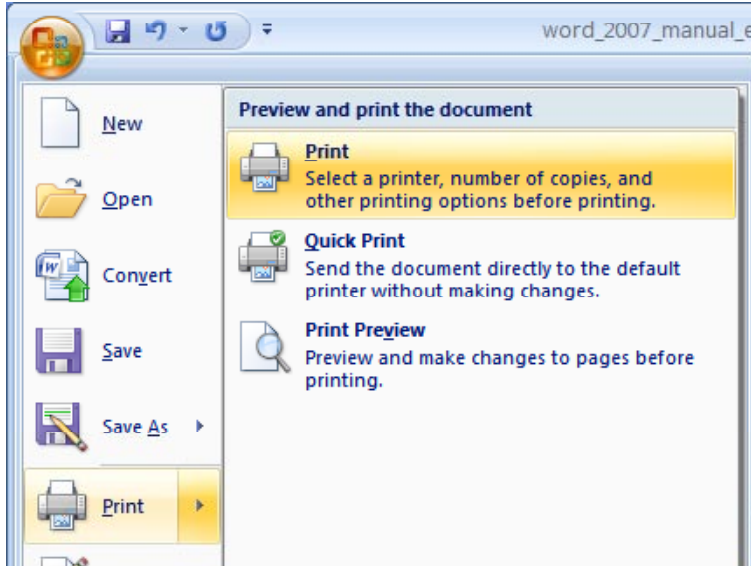 word_2007_manual_e
New
Open
Convert
Save
Save As
Print
Preview and print the document
Print
Select a printer, number of copies, and
other printing options before printing.
Quick Print
Send the document directly to the default
printer without making changes.
Print Preview
Preview and make changes to pages before
printing.